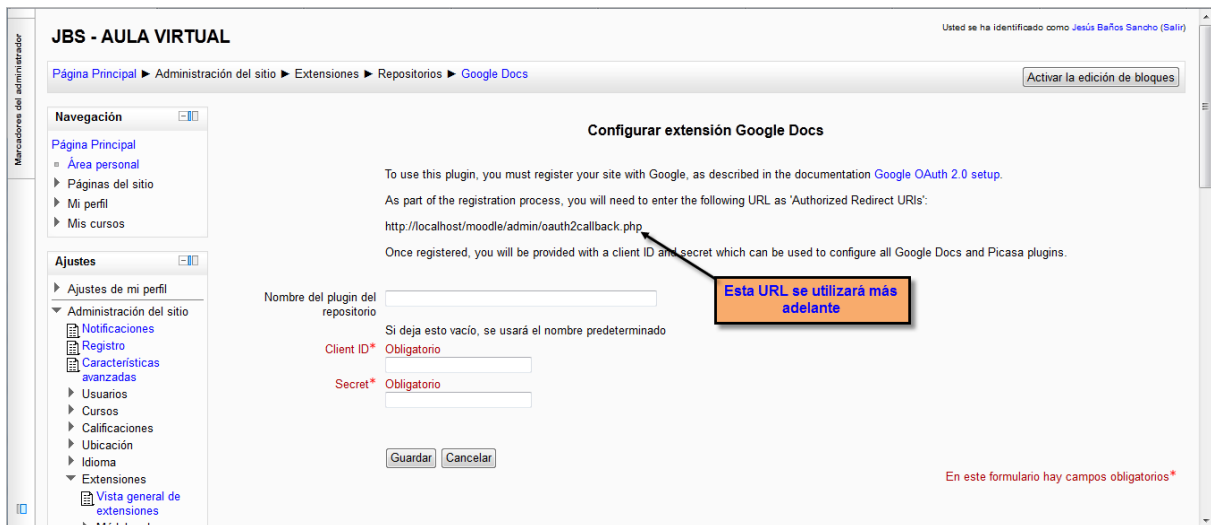 Marcadores del administrador
JBS - AULA VIRTUAL
Usted se ha identificado como Jesús Baños Sancho (Salir)
Página Principal ► Administración del sitio ► Extensiones ► Repositorios ► Google Docs
Activar la edición de bloques
Navegación
Página Principal
Área personal
Páginas del sitio
Mi perfil
Mis cursos
Ajustes
Ajustes de mi perfil
Administración del sitio
Notificaciones
Registro
Características
avanzadas
Usuarios
Cursos
Calificaciones
Ubicación
Idioma
Extensiones
Vista general de
extensiones
Configurar extensión Google Docs
To use this plugin, you must register your site with Google, as described in the documentation Google OAuth 2.0 setup.
As part of the registration process, you will need to enter the following URL as 'Authorized Redirect URIs':
http://localhost/moodle/admin/oauth2callback.php
Once registered, you will be provided with a client ID and secret which can be used to configure all Google Docs and Picasa plugins.
Esta URL se utilizará más
adelante
Nombre del plugin del
repositorio
Si deja esto vacío, se usará el nombre predeterminado
Client ID* Obligatorio
Secret* Obligatorio
Guardar Cancelar
En este formulario hay campos obligatorios*